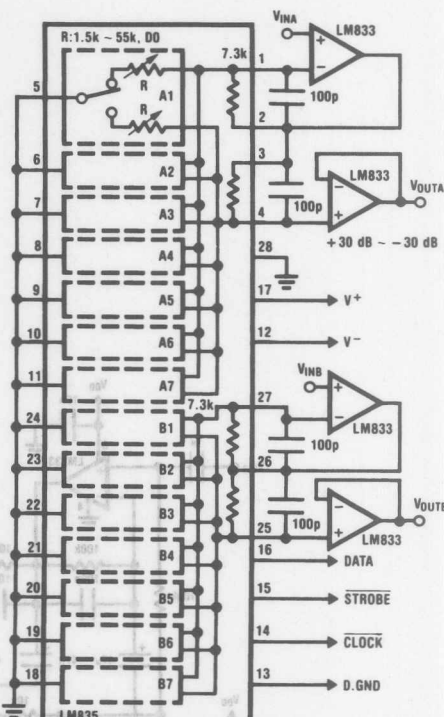 R:1.5k ~ 55k, D0
R
R
A1
7.3k
1
2
3
4
28
17
12
27
26
25
16
15
14
13
5
6
7
8
9
10
11
24
23
22
21
20
19
18
A2
A3
A4
A5
A6
A7
7.3k
B1
B2
B3
B4
B5
B6
B7
LM835
VINA
LM833
+
−
100p
100p
LM833
−
+
VOUTA
+30 dB ~ −30 dB
V+
V−
VINB
+
−
LM833
100p
100p
LM833
−
+
DATA
STROBE
CLOCK
D.GND